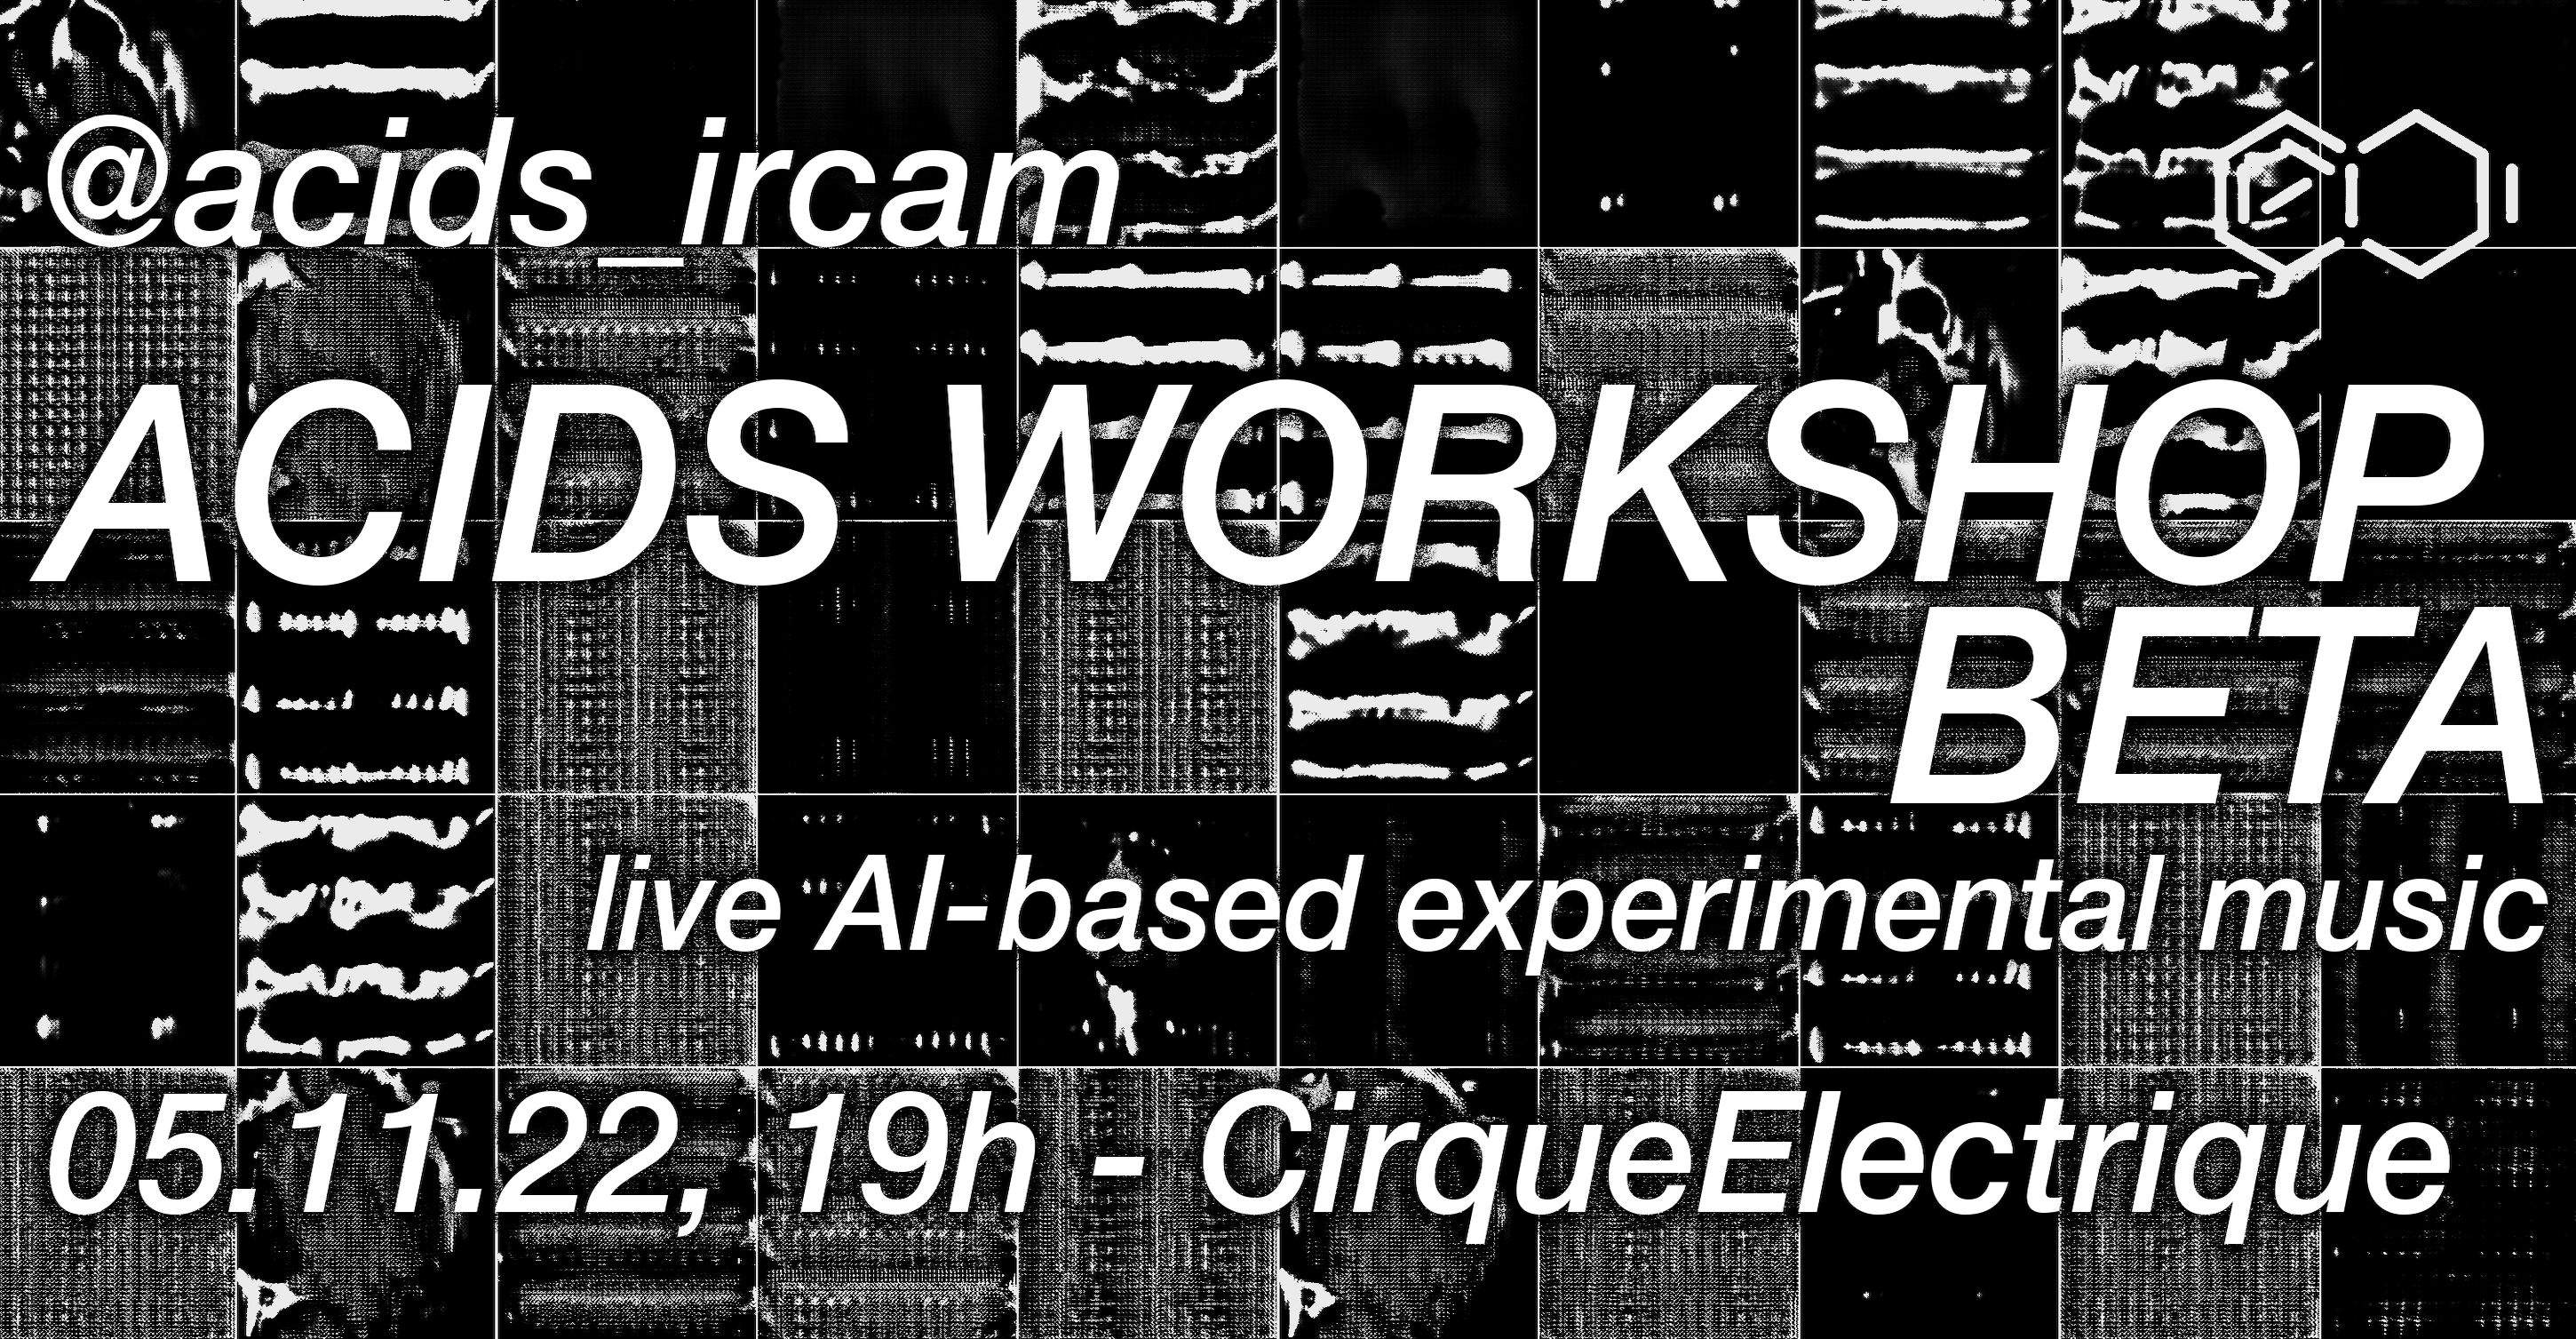 @acids_ircam
ACIDS WORKSHOP
BETA
live AI-based experimental music
05.11.22, 19h - CirqueElectrique